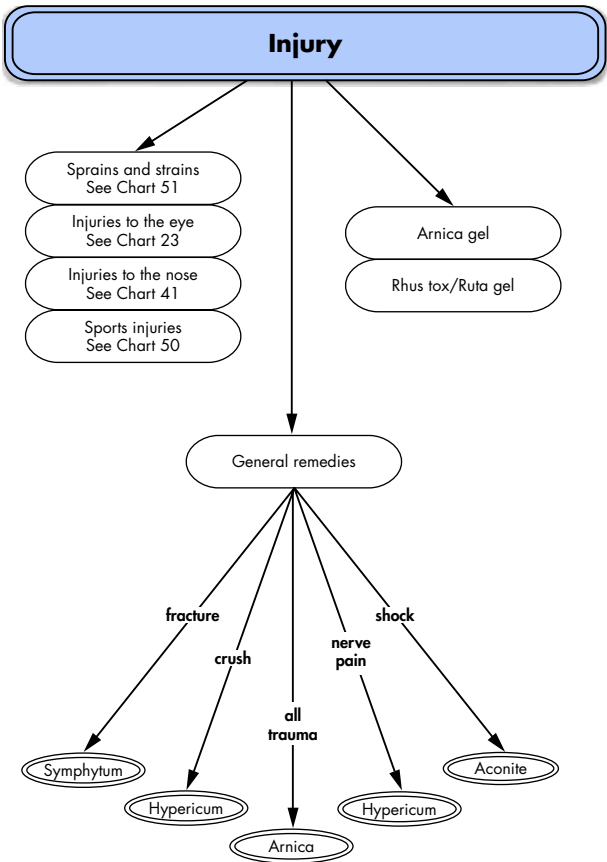 Injury
Sprains and strains
See Chart 51
Injuries to the eye
See Chart 23
Injuries to the nose
See Chart 41
Sports injuries
See Chart 50
Arnica gel
Rhus tox/Ruta gel
General remedies
fracture
crush
all
trauma
nerve
pain
shock
Symphytum
Hypericum
Arnica
Hypericum
Aconite